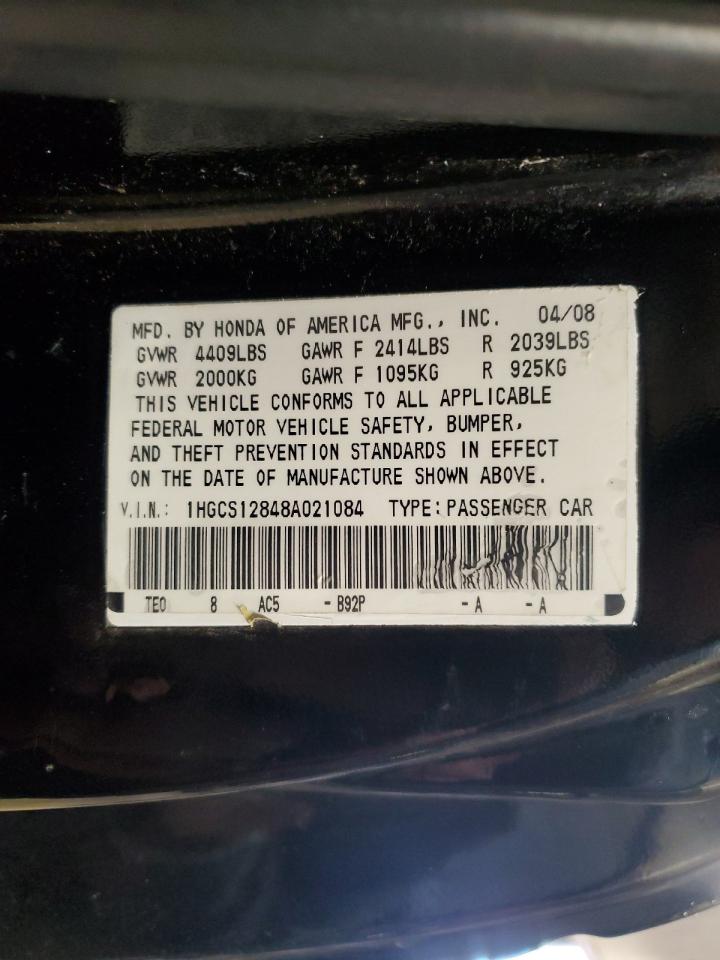 MFD. BY HONDA OF AMERICA MFG., INC. 04/08
GVWR 4409LBS GAWR F 2414LBS R 2039LBS
GVWR 2000KG GAWR F 1095KG R 925KG
THIS VEHICLE CONFORMS TO ALL APPLICABLE
FEDERAL MOTOR VEHICLE SAFETY, BUMPER,
AND THEFT PREVENTION STANDARDS IN EFFECT
ON THE DATE OF MANUFACTURE SHOWN ABOVE.
V.I.N.: 1HGCS12848A021084 TYPE: PASSENGER CAR
TE0 8 AC5 - B92P - A - A